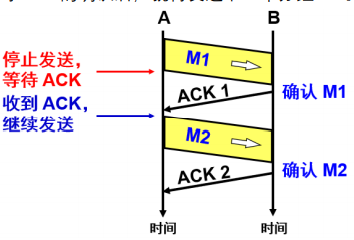 A B
停止发送，
等待 ACK
M1
ACK 1
确认 M1
收到 ACK，
继续发送
M2
ACK 2
确认 M2
时间 时间